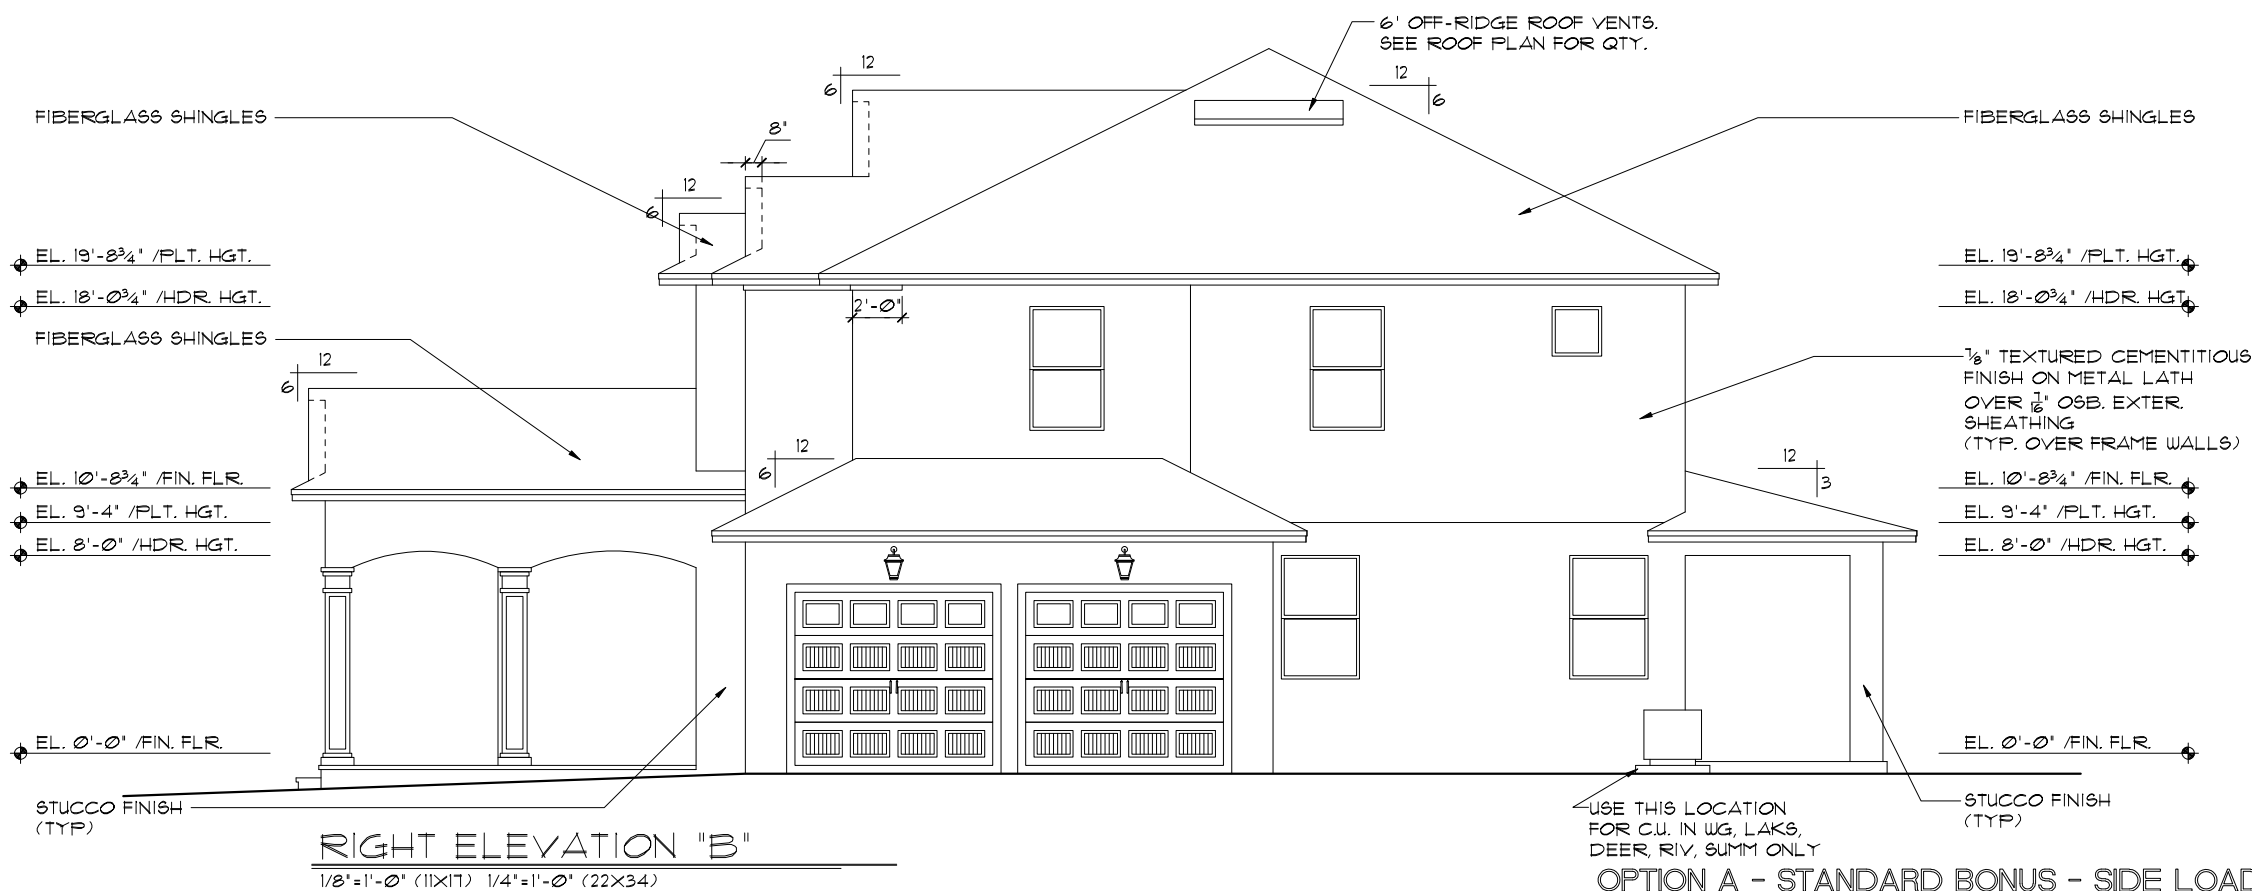 6' OFF-RIDGE ROOF VENTS.
SEE ROOF PLAN FOR QTY.
12
6
12
6
FIBERGLASS SHINGLES
FIBERGLASS SHINGLES
8"
12
6
EL. 19'-8¾" /PLT. HGT.
EL. 19'-8¾" /PLT. HGT.
EL. 18'-0¾" /HDR. HGT.
2'-0"
EL. 18'-0¾" /HDR. HGT.
FIBERGLASS SHINGLES
12
6
⅞" TEXTURED CEMENTITIOUS
FINISH ON METAL LATH
OVER 7/16" OSB. EXTER.
SHEATHING
(TYP. OVER FRAME WALLS)
12
6
12
3
EL. 10'-8¾" /FIN. FLR.
EL. 10'-8¾" /FIN. FLR.
EL. 9'-4" /PLT. HGT.
EL. 9'-4" /PLT. HGT.
EL. 8'-0" /HDR. HGT.
EL. 8'-0" /HDR. HGT.
EL. 0'-0" /FIN. FLR.
EL. 0'-0" /FIN. FLR.
STUCCO FINISH
(TYP)
USE THIS LOCATION
FOR C.U. IN WG, LAKS,
DEER, RIV, SUMM ONLY
STUCCO FINISH
(TYP)
RIGHT ELEVATION "B"
1/8"=1'-0" (11X17) 1/4"=1'-0" (22X34)
OPTION A - STANDARD BONUS - SIDE LOAD